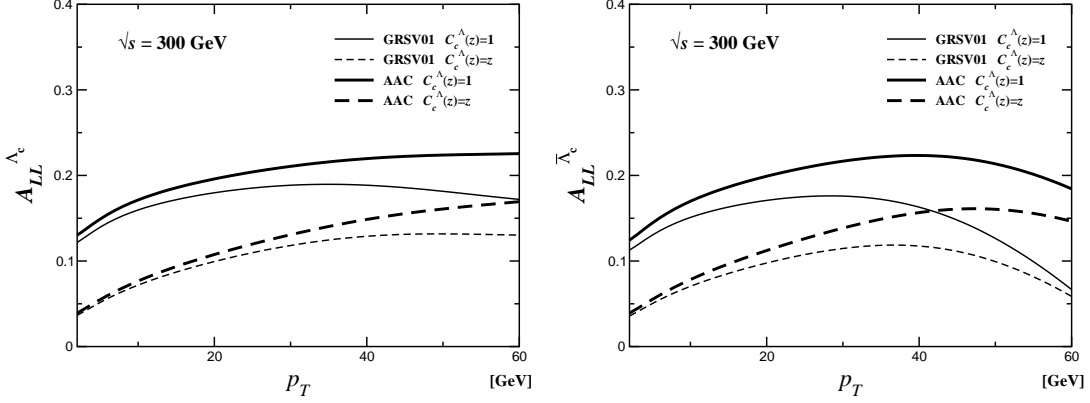 0.4
0.3
0.2
0.1
0
A_LL^Λc
√s = 300 GeV
GRSV01 C_c^Λ(z)=1
GRSV01 C_c^Λ(z)=z
AAC C_c^Λ(z)=1
AAC C_c^Λ(z)=z
20 40 60
p_T [GeV]
0.4
0.3
0.2
0.1
0
A_LL^Λ̅c
√s = 300 GeV
GRSV01 C_c^Λ(z)=1
GRSV01 C_c^Λ(z)=z
AAC C_c^Λ(z)=1
AAC C_c^Λ(z)=z
20 40 60
p_T [GeV]